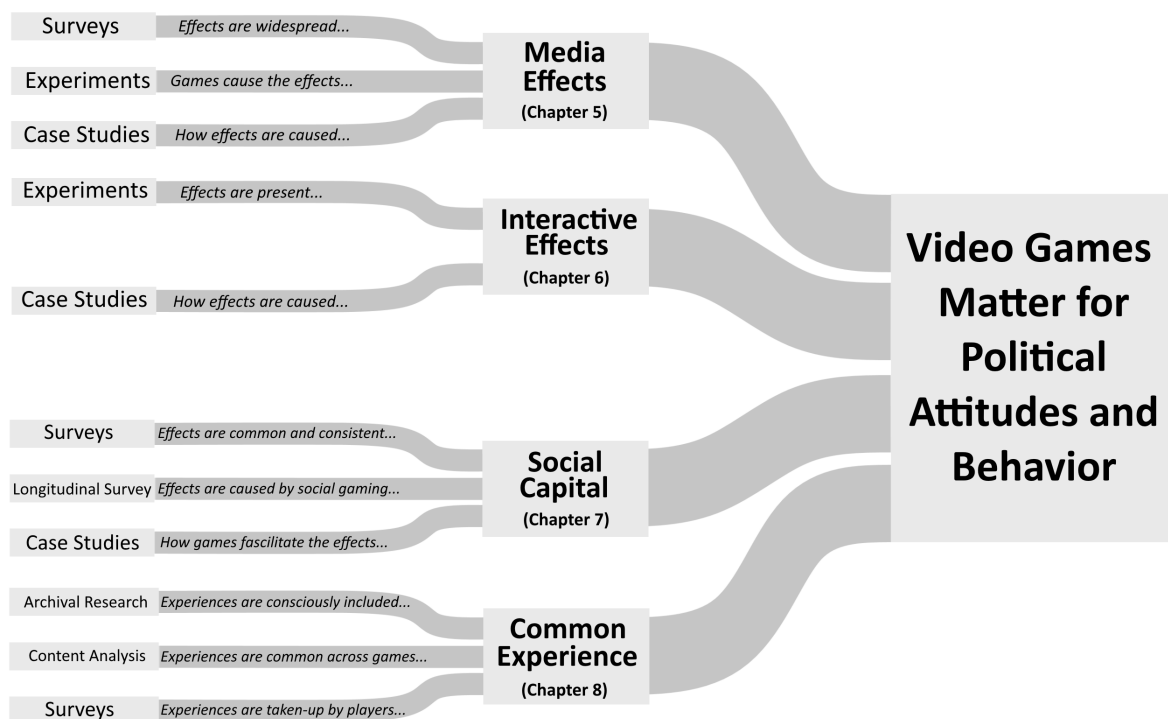 Surveys
Effects are widespread...
Experiments
Games cause the effects...
Case Studies
How effects are caused...
Media
Effects
(Chapter 5)
Experiments
Effects are present...
Case Studies
How effects are caused...
Interactive
Effects
(Chapter 6)
Surveys
Effects are common and consistent...
Longitudinal Survey
Effects are caused by social gaming...
Case Studies
How games fascilitate the effects...
Social
Capital
(Chapter 7)
Archival Research
Experiences are consciously included...
Content Analysis
Experiences are common across games...
Surveys
Experiences are taken-up by players...
Common
Experience
(Chapter 8)
Video Games
Matter for
Political
Attitudes and
Behavior